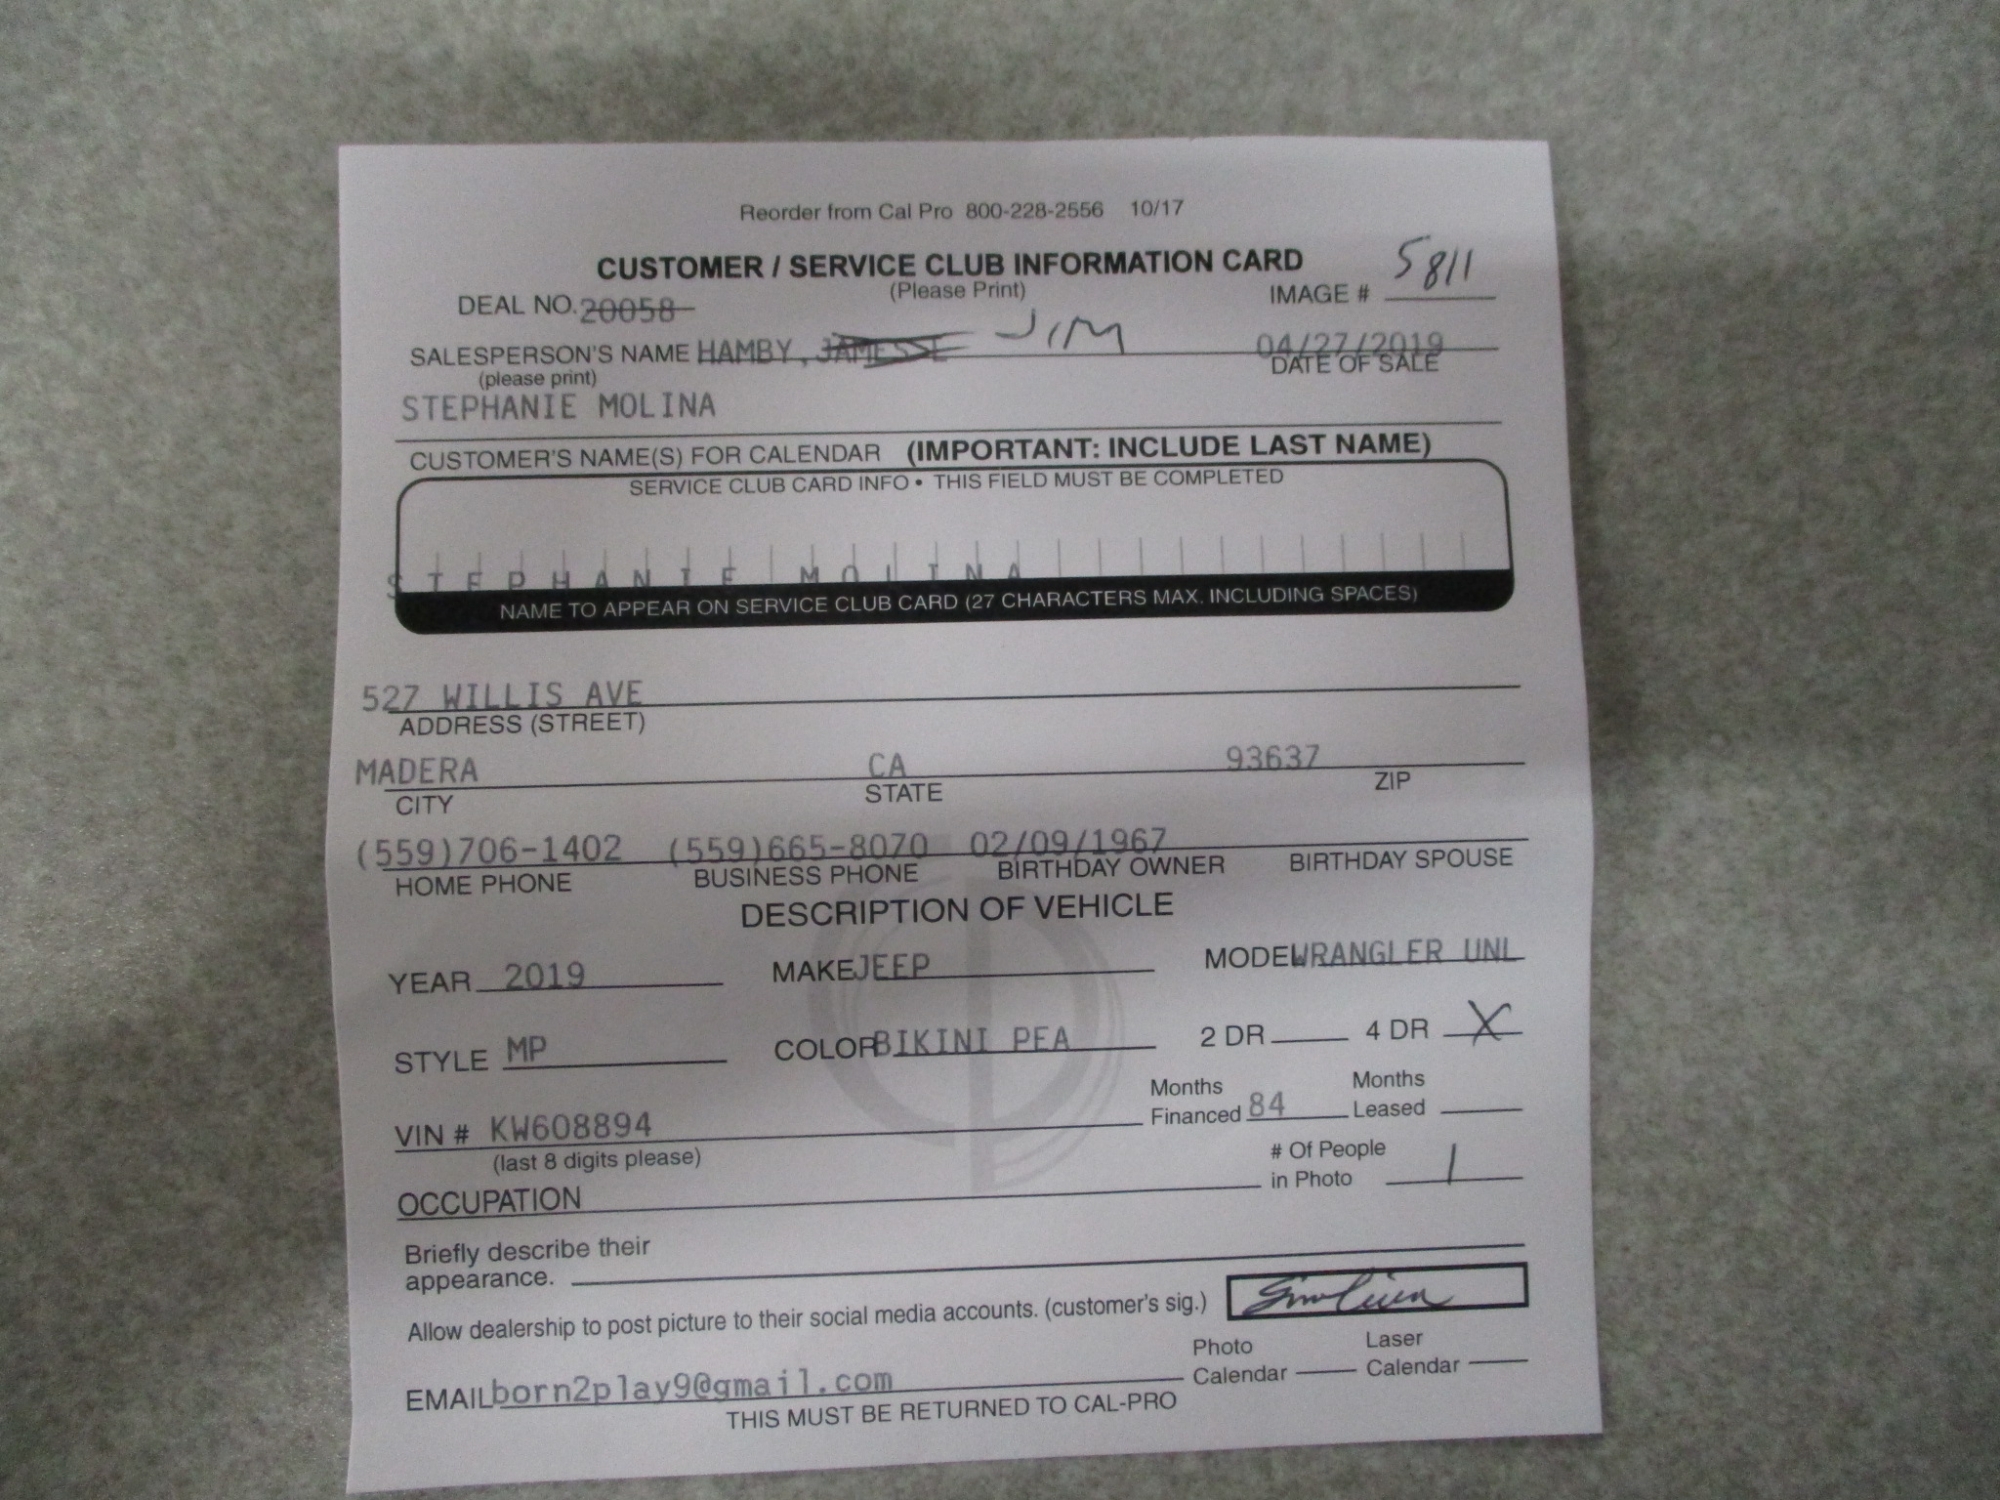 Reorder from Cal Pro 800-228-2556 10/17
CUSTOMER / SERVICE CLUB INFORMATION CARD
(Please Print)
DEAL NO. 20058
IMAGE # 5811
SALESPERSON'S NAME HAMBY, JIM
04/27/2019
(please print)
DATE OF SALE
STEPHANIE MOLINA
CUSTOMER'S NAME(S) FOR CALENDAR (IMPORTANT: INCLUDE LAST NAME)
SERVICE CLUB CARD INFO • THIS FIELD MUST BE COMPLETED
STEPHANIE MOLINA
NAME TO APPEAR ON SERVICE CLUB CARD (27 CHARACTERS MAX. INCLUDING SPACES)
527 WILLIS AVE
ADDRESS (STREET)
MADERA CA 93637
CITY STATE ZIP
(559)706-1402 (559)665-8070 02/09/1967
HOME PHONE BUSINESS PHONE BIRTHDAY OWNER BIRTHDAY SPOUSE
DESCRIPTION OF VEHICLE
YEAR 2019 MAKE JEEP MODEL WRANGLER UNL
STYLE MP COLOR BIKINI PEA 2 DR 4 DR X
Months Months
VIN # KW608894 Financed 84 Leased
(last 8 digits please)
# Of People
in Photo 1
OCCUPATION
Briefly describe their
appearance.
Allow dealership to post picture to their social media accounts. (customer's sig.)
Photo Laser
Calendar Calendar
EMAIL born2play9@gmail.com
THIS MUST BE RETURNED TO CAL-PRO